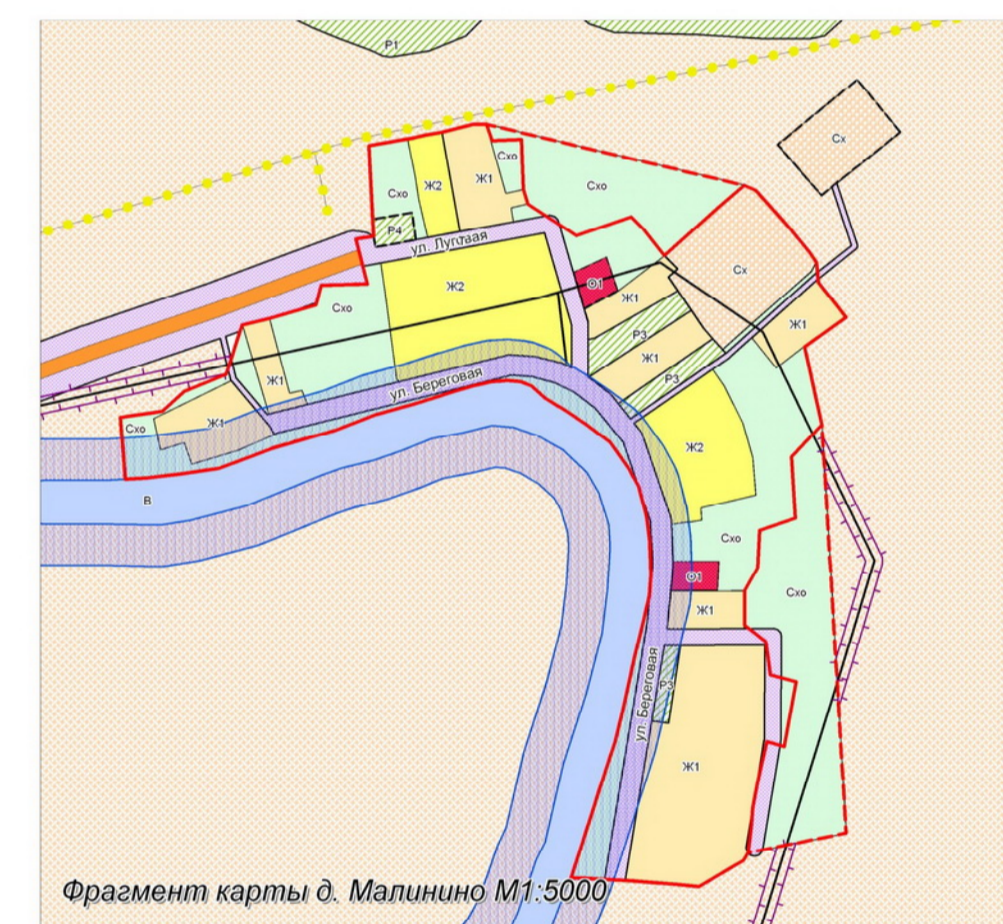 Р1
Сх
Схо
Ж2
Ж1
Схо
Схо
Р4
ул. Луговая
Ж2
О1
Ж1
Сх
Схо
Р3
Ж1
Ж1
Р3
Ж1
ул. Береговая
Схо
Ж1
Ж2
В
Схо
О1
Схо
Ж1
ул. Береговая
Р3
Ж1
Фрагмент карты д. Малинино М1:5000